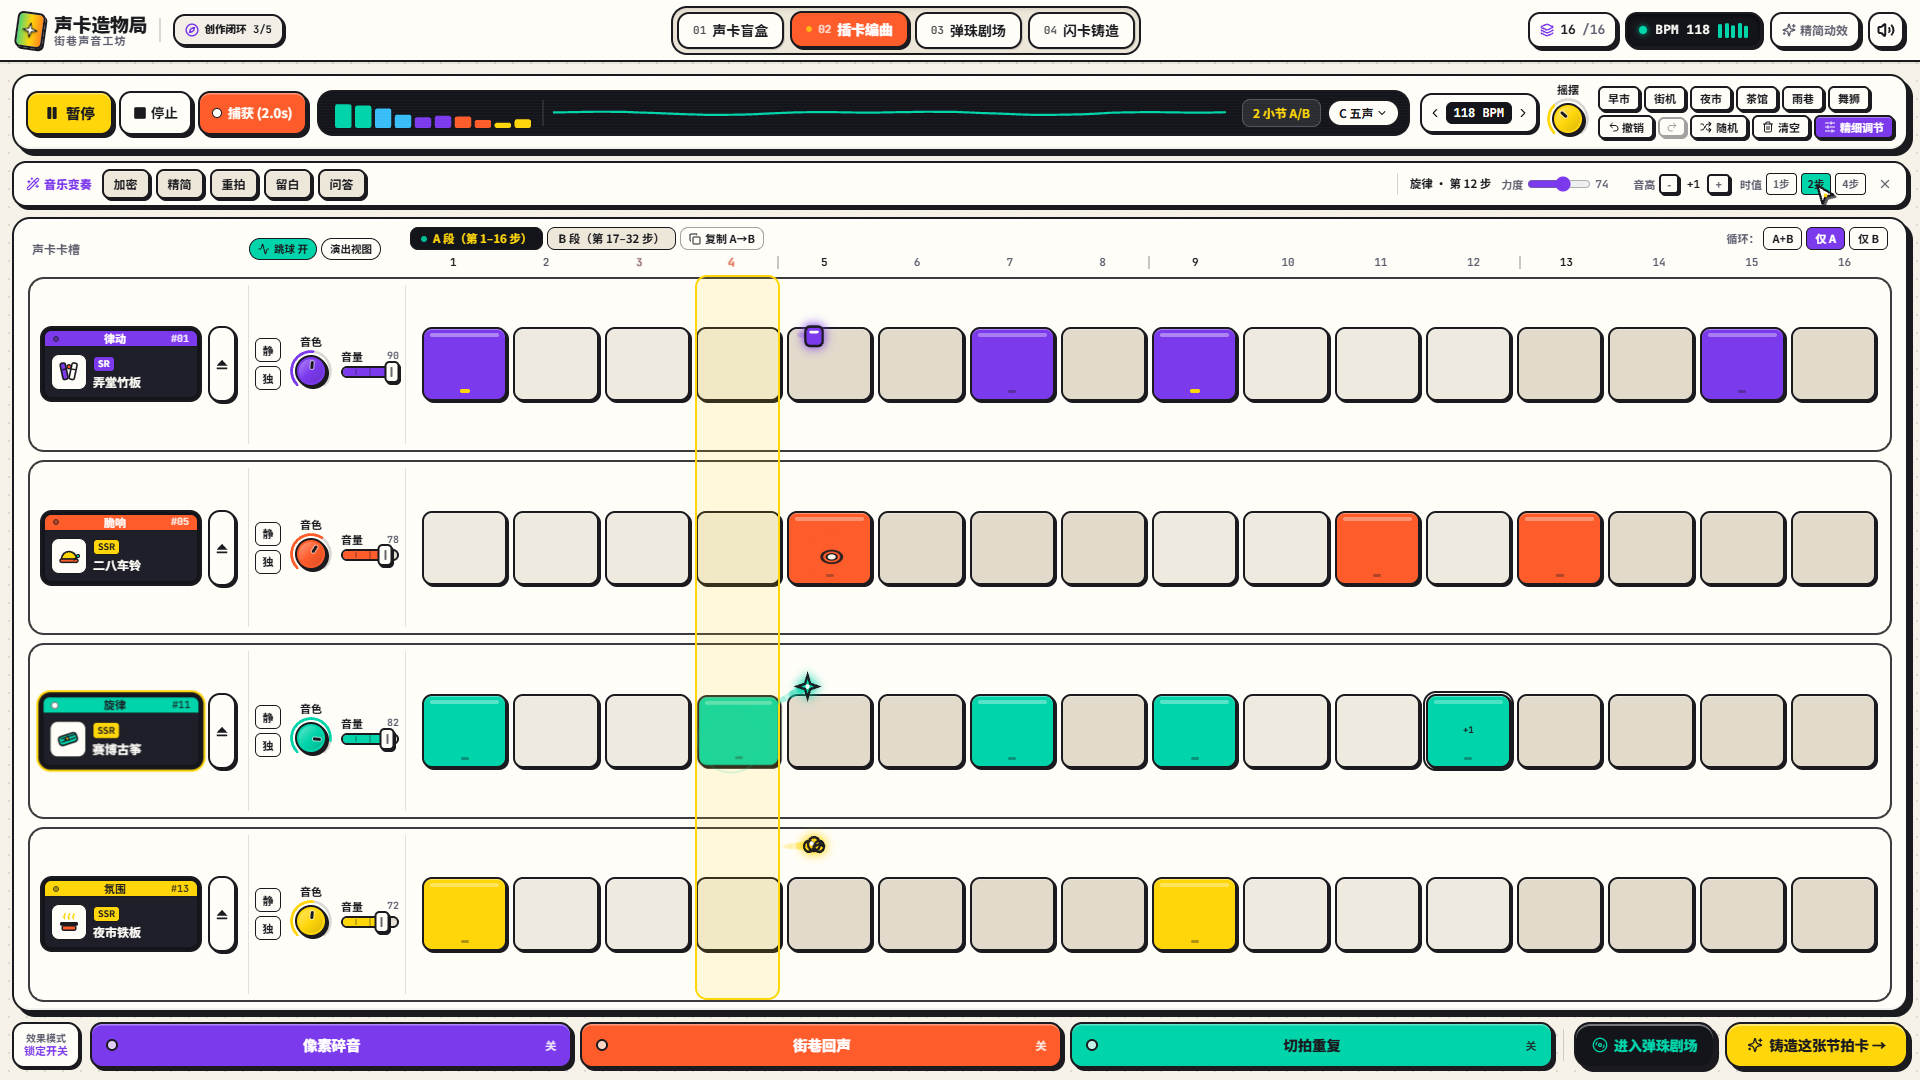 声卡造物局
街巷声音工坊
创作闭环 3/5
01 声卡盲盒
02 插卡编曲
03 弹珠剧场
04 闪卡铸造
16 /16
BPM 118
精简动效
暂停
停止
捕获 (2.0s)
2 小节 A/B
C 五声
118 BPM
摇摆
早市
街机
夜市
茶馆
雨巷
舞狮
撤销
随机
清空
精细调节
音乐变奏
加密
精简
重拍
留白
问答
旋律 · 第 12 步
力度
74
音高
-
+1
+
时值
1步
2步
4步
声卡卡槽
跳球 开
演出视图
A 段（第 1–16 步）
B 段（第 17–32 步）
复制 A→B
循环：
A+B
仅 A
仅 B
1 2 3 4 5 6 7 8 9 10 11 12 13 14 15 16
律动 #01
SR
弄堂竹板
静
独
音色
音量
90
脆响 #05
SSR
二八车铃
静
独
音色
音量
78
旋律 #11
SSR
赛博古筝
静
独
音色
音量
82
+1
氛围 #13
SSR
夜市铁板
静
独
音色
音量
72
效果模式
锁定开关
像素碎音 关
街巷回声 关
切拍重复 关
进入弹珠剧场
铸造这张节拍卡→